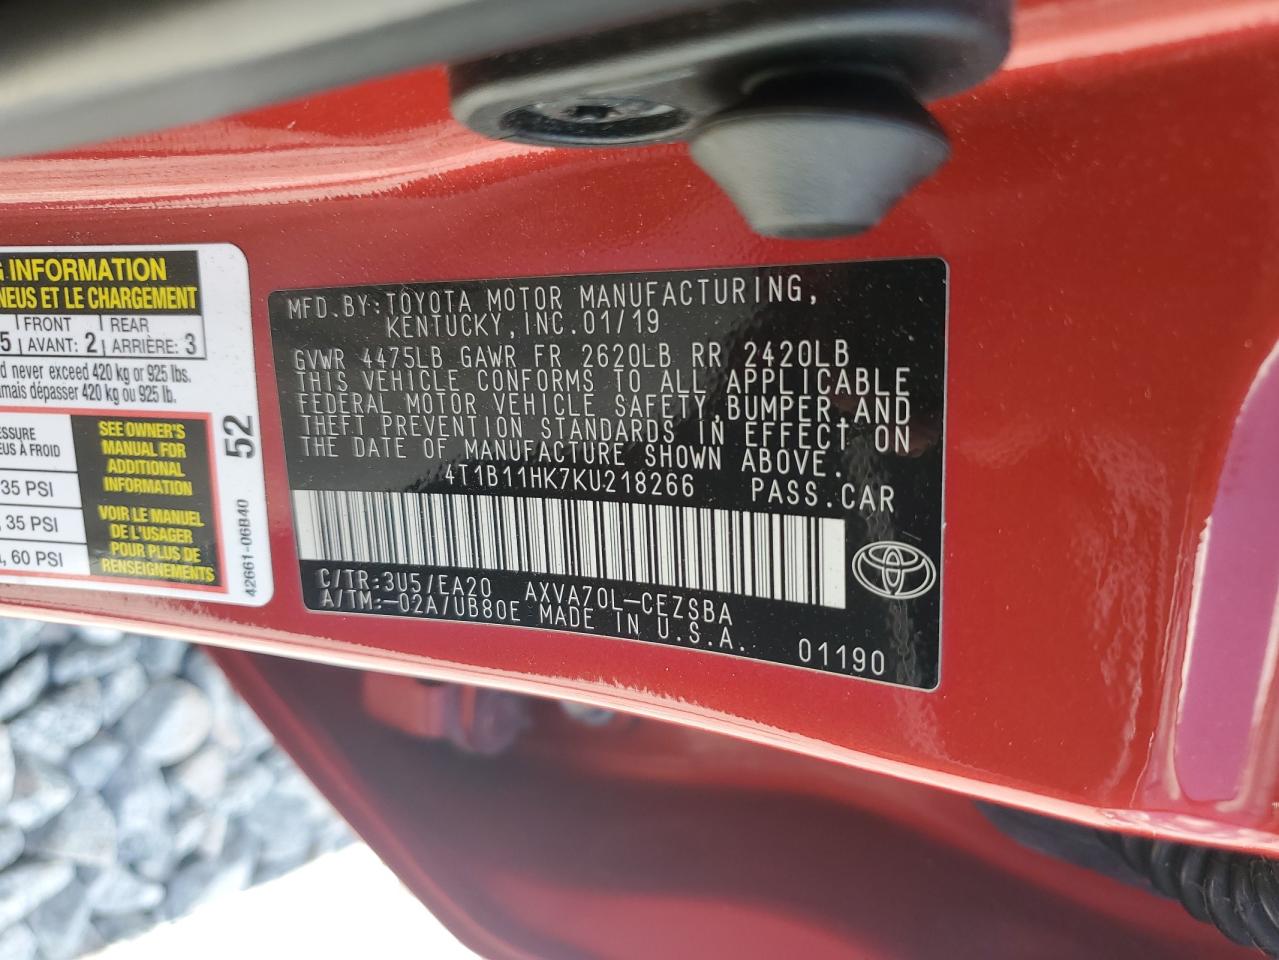 G INFORMATION
NEUS ET LE CHARGEMENT
5 FRONT AVANT: 2 REAR ARRIÈRE: 3
d never exceed 420 kg or 925 lbs.
amais dépasser 420 kg ou 925 lb.
ESSURE
EUS À FROID
35 PSI
, 35 PSI
, 60 PSI
SEE OWNER'S
MANUAL FOR
ADDITIONAL
INFORMATION
VOIR LE MANUEL
DE L'USAGER
POUR PLUS DE
RENSEIGNEMENTS
52
42661-06B40
MFD.BY:TOYOTA MOTOR MANUFACTURING,
KENTUCKY,INC.01/19
GVWR 4475LB GAWR FR 2620LB RR 2420LB
THIS VEHICLE CONFORMS TO ALL APPLICABLE
FEDERAL MOTOR VEHICLE SAFETY,BUMPER AND
THEFT PREVENTION STANDARDS IN EFFECT ON
THE DATE OF MANUFACTURE SHOWN ABOVE.
4T1B11HK7KU218266 PASS.CAR
C/TR:3U5/EA20 AXVA70L-CEZSBA
A/TM:-02A/UB80E MADE IN U.S.A.
01190